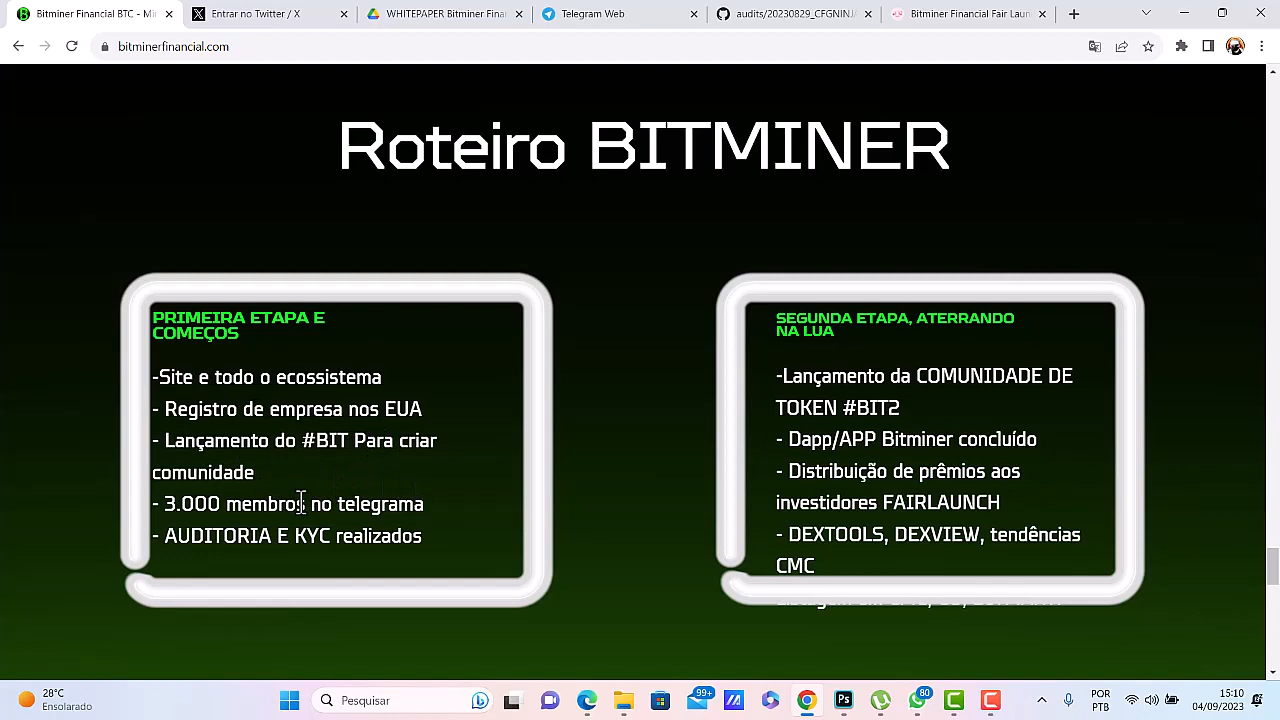 Bitminer Financial BTC - Mi
Entrar no Twitter / X
WHITEPAPER Bitminer Finan
Telegram Web
audits/20230830_CFGNINJA
Bitminer Financial Fair Laun
bitminerfinancial.com
Roteiro BITMINER
PRIMEIRA ETAPA E
COMEÇOS
-Site e todo o ecossistema
- Registro de empresa nos EUA
- Lançamento do #BIT Para criar
comunidade
- 3.000 membros no telegrama
- AUDITORIA E KYC realizados
SEGUNDA ETAPA, ATERRANDO
NA LUA
-Lançamento da COMUNIDADE DE
TOKEN #BIT2
- Dapp/APP Bitminer concluído
- Distribuição de prêmios aos
investidores FAIRLAUNCH
- DEXTOOLS, DEXVIEW, tendências
CMC
28°C
Ensolarado
Pesquisar
99+
Ps
80
POR
PTB
15:10
04/09/2023